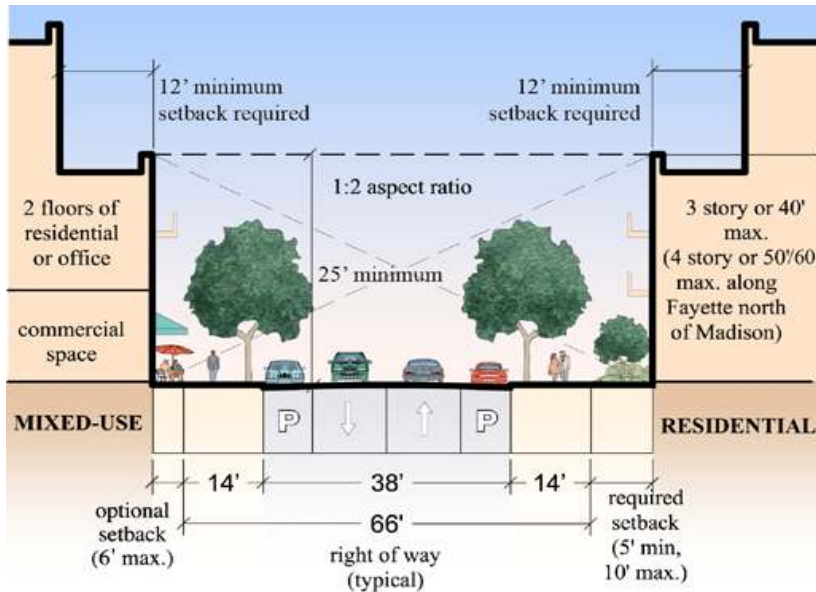 12' minimum
setback required
12' minimum
setback required
1:2 aspect ratio
2 floors of
residential
or office
3 story or 40'
max.
(4 story or 50'/60
max. along
Fayette north
of Madison)
25' minimum
commercial
space
MIXED-USE
P
P
RESIDENTIAL
14'
38'
14'
optional
setback
(6' max.)
66'
right of way
(typical)
required
setback
(5' min,
10' max.)